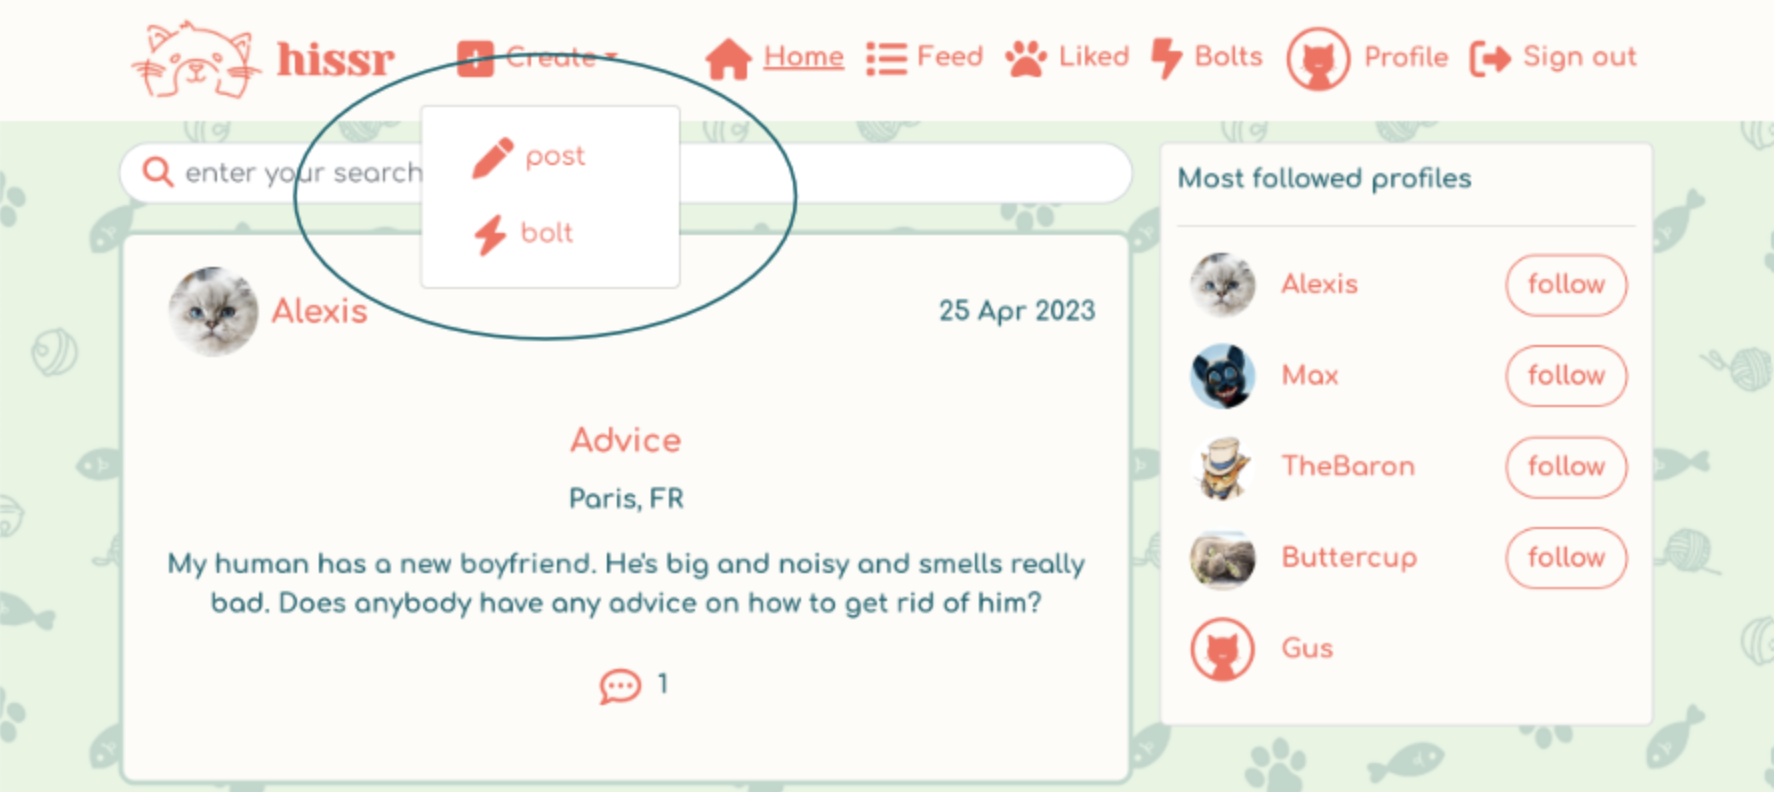 hissr Create Home Feed Liked Bolts Profile Sign out
post
enter your search
bolt
Alexis
25 Apr 2023
Advice
Paris, FR
My human has a new boyfriend. He's big and noisy and smells really
bad. Does anybody have any advice on how to get rid of him?
1
Most followed profiles
Alexis follow
Max follow
TheBaron follow
Buttercup follow
Gus